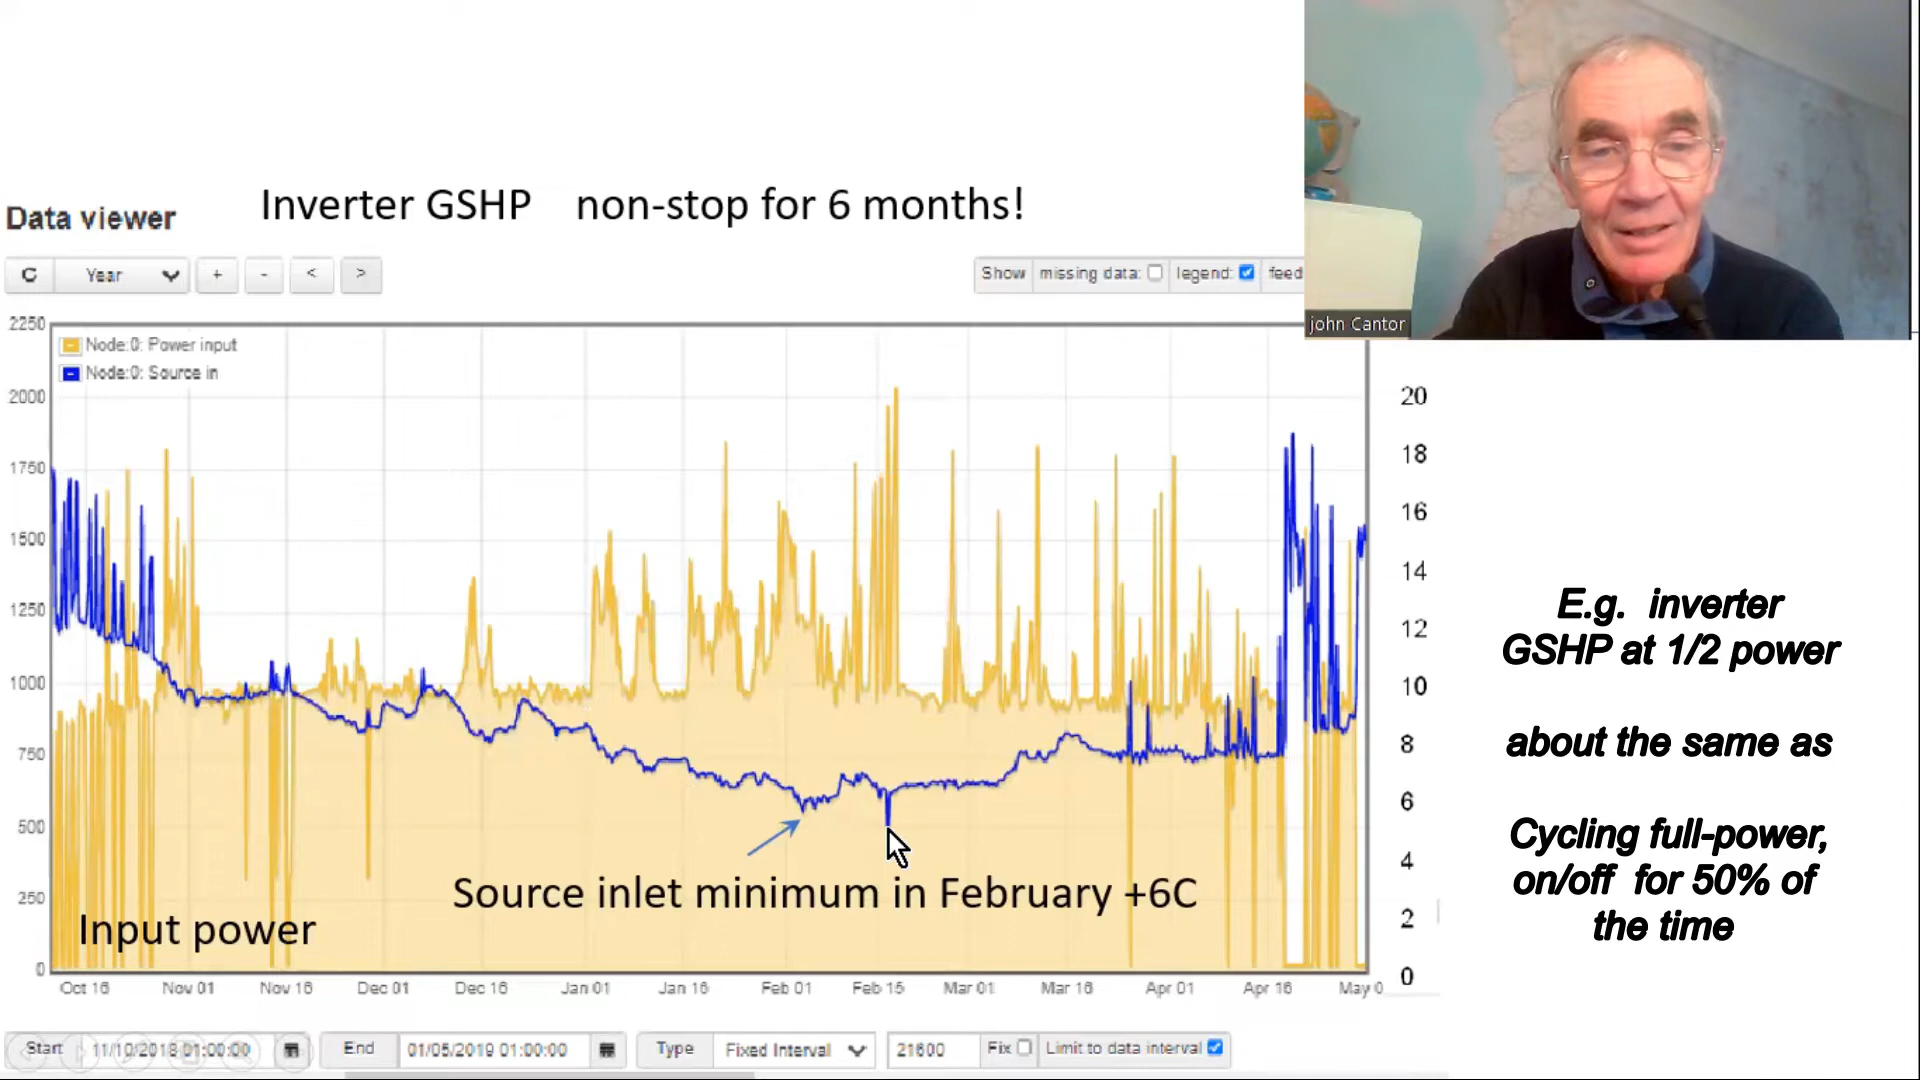 Inverter GSHP non-stop for 6 months!
Data viewer
C Year + - < >
Show missing data: legend: feed
john Cantor
Node:0: Power input
Node:0: Source in
2250
2000
1750
1500
1250
1000
750
500
250
0
20
18
16
14
12
10
8
6
4
2
0
Source inlet minimum in February +6C
Input power
Oct 16 Nov 01 Nov 16 Dec 01 Dec 16 Jan 01 Jan 16 Feb 01 Feb 15 Mar 01 Mar 16 Apr 01 Apr 16 May 0
Start 11/10/2018 01:00:00 End 01/05/2019 01:00:00 Type Fixed Interval 21600 Fix Limit to data interval
E.g. inverter
GSHP at 1/2 power
about the same as
Cycling full-power,
on/off for 50% of
the time